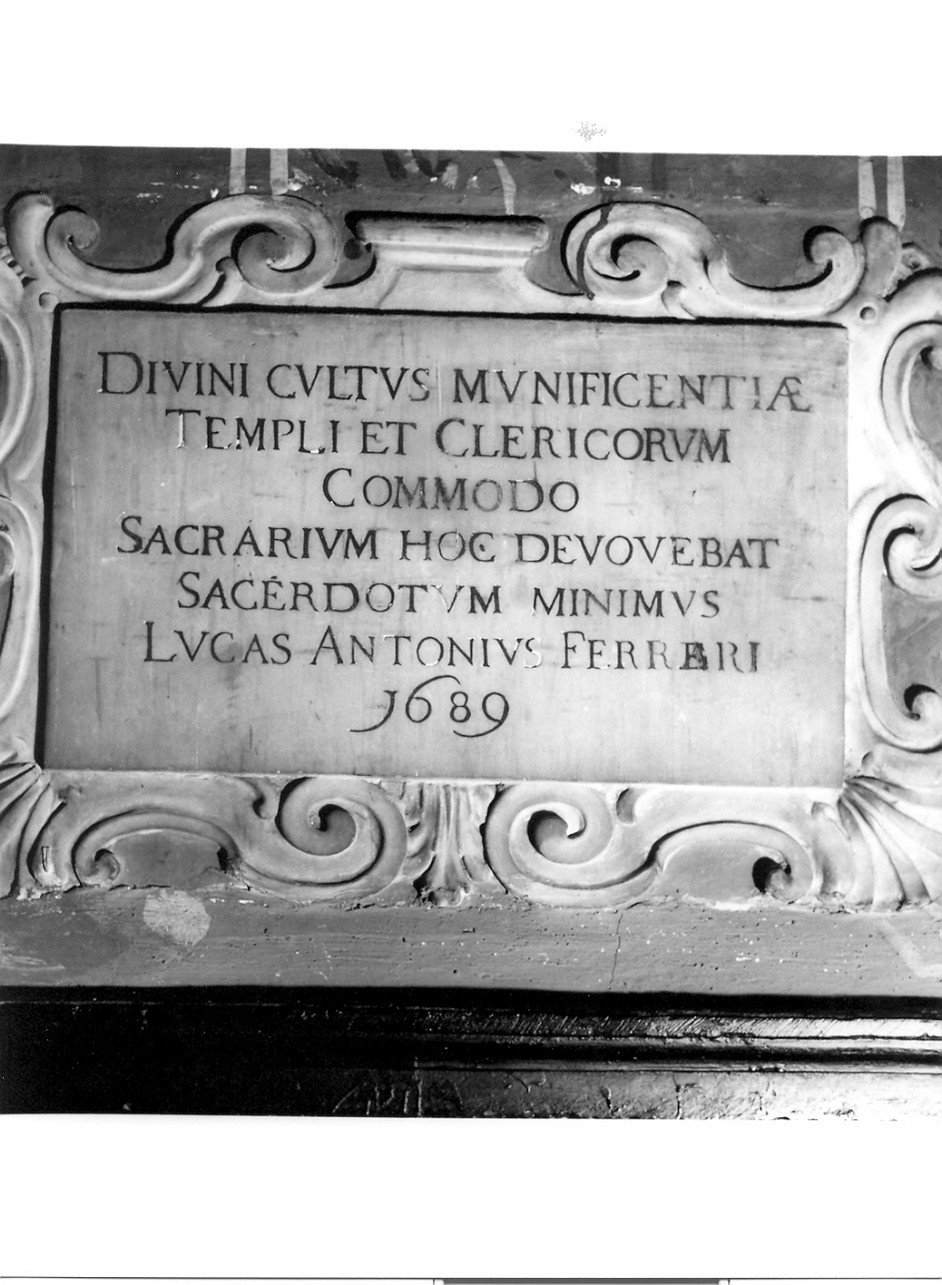 DIVINI CVLTVS MVNIFICENTIÆ
TEMPLI ET CLERICORVM
COMMODO
SACRARIVM HOC DEVOVEBAT
SACERDOTVM MINIMVS
LVCAS ANTONIVS FERRARI
1689